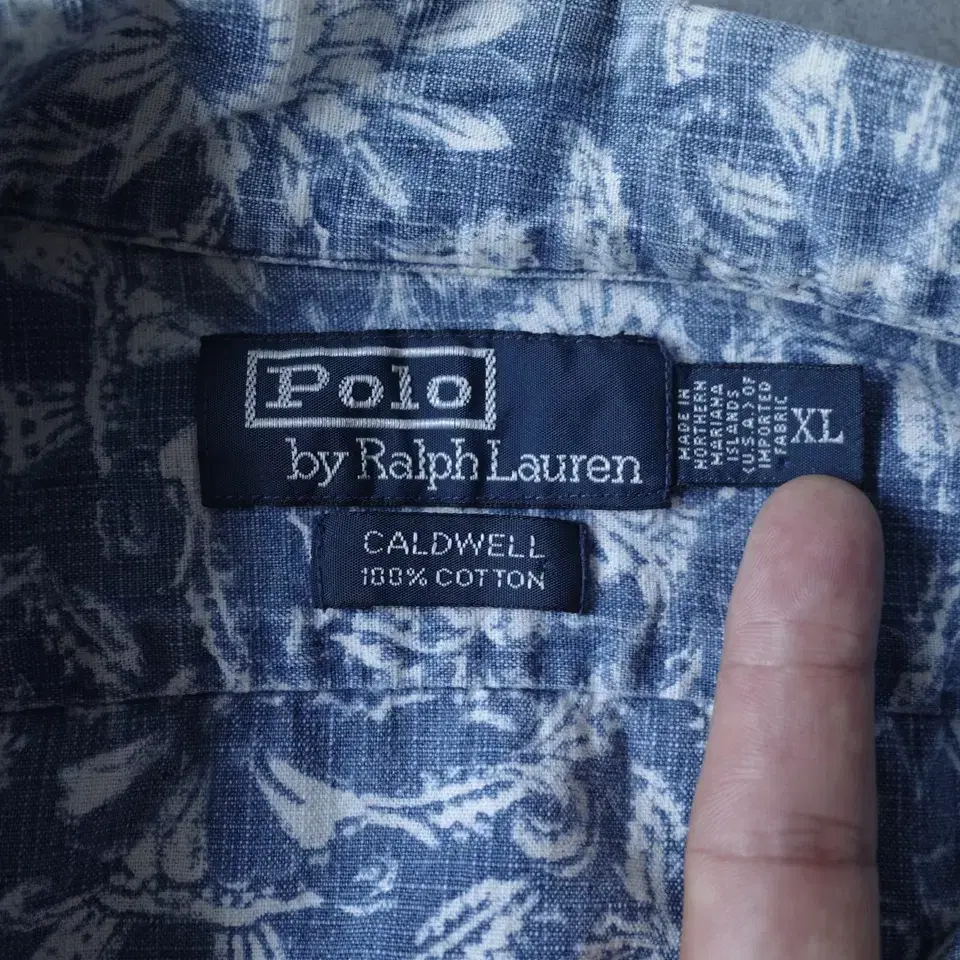 Polo
by Ralph Lauren
MADE IN
NORTHERN
MARIANA
ISLANDS
(U.S.A.) OF
IMPORTED
FABRIC
XL
CALDWELL
100% COTTON